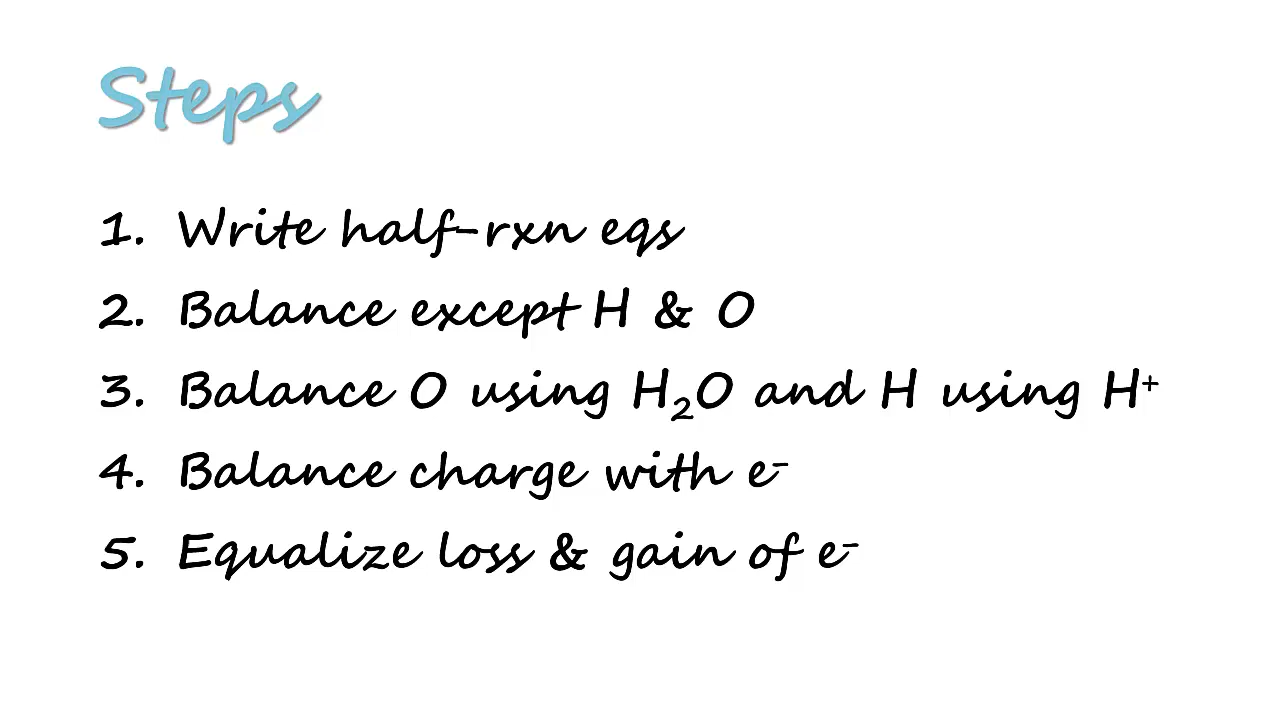 Steps
1. Write half-rxn eqs
2. Balance except H & O
3. Balance O using H₂O and H using H⁺
4. Balance charge with e⁻
5. Equalize loss & gain of e⁻